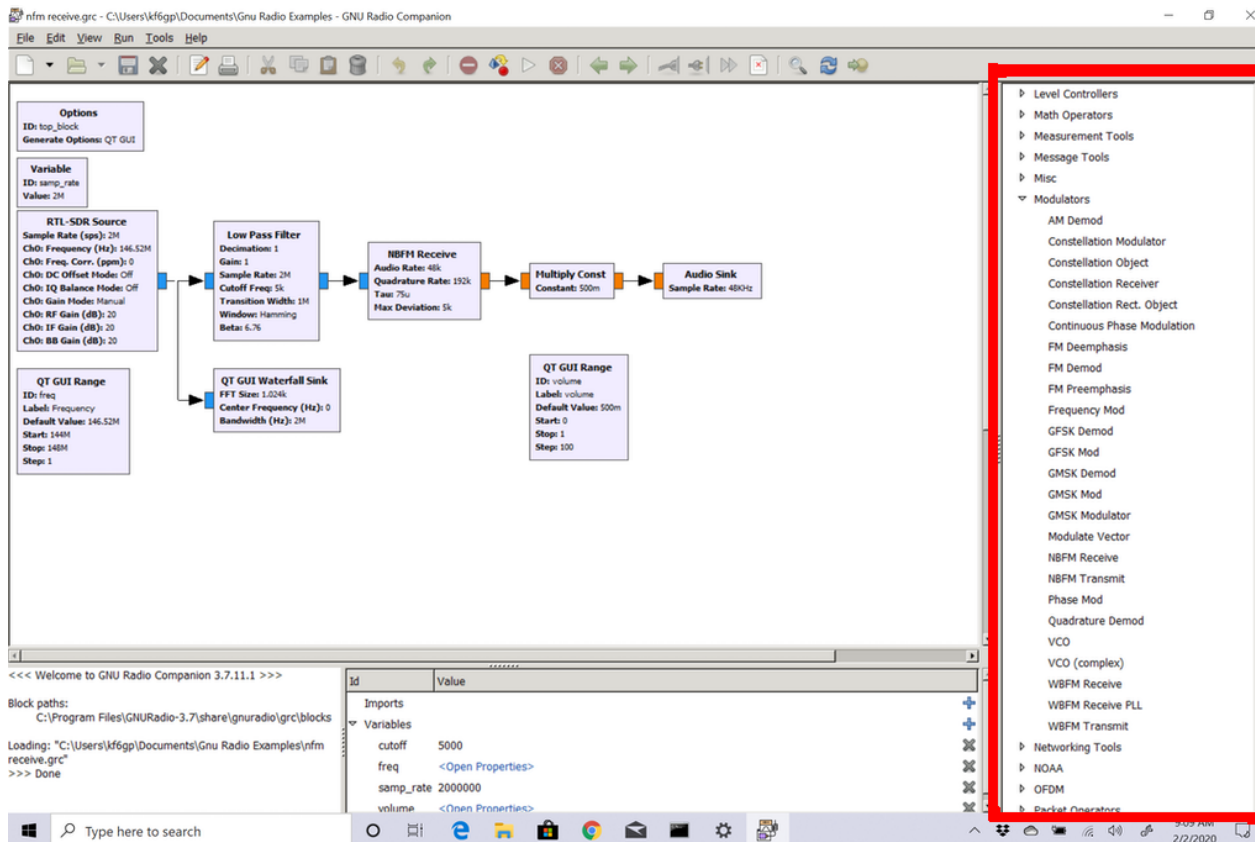 nfm receive.grc - C:\Users\kf6gp\Documents\Gnu Radio Examples - GNU Radio Companion
File Edit View Run Tools Help
Options
ID: top_block
Generate Options: QT GUI
Variable
ID: samp_rate
Value: 2M
RTL-SDR Source
Sample Rate (sps): 2M
Ch0: Frequency (Hz): 146.52M
Ch0: Freq. Corr. (ppm): 0
Ch0: DC Offset Mode: Off
Ch0: IQ Balance Mode: Off
Ch0: Gain Mode: Manual
Ch0: RF Gain (dB): 20
Ch0: IF Gain (dB): 20
Ch0: BB Gain (dB): 20
Low Pass Filter
Decimation: 1
Gain: 1
Sample Rate: 2M
Cutoff Freq: 5k
Transition Width: 1M
Window: Hamming
Beta: 6.76
NBFM Receive
Audio Rate: 48k
Quadrature Rate: 192k
Tau: 75u
Max Deviation: 5k
Multiply Const
Constant: 500m
Audio Sink
Sample Rate: 48KHz
QT GUI Range
ID: freq
Label: Frequency
Default Value: 146.52M
Start: 144M
Stop: 148M
Step: 1
QT GUI Waterfall Sink
FFT Size: 1.024k
Center Frequency (Hz): 0
Bandwidth (Hz): 2M
QT GUI Range
ID: volume
Label: volume
Default Value: 500m
Start: 0
Stop: 1
Step: 100
Level Controllers
Math Operators
Measurement Tools
Message Tools
Misc
Modulators
AM Demod
Constellation Modulator
Constellation Object
Constellation Receiver
Constellation Rect. Object
Continuous Phase Modulation
FM Deemphasis
FM Demod
FM Preemphasis
Frequency Mod
GFSK Demod
GFSK Mod
GMSK Demod
GMSK Mod
GMSK Modulator
Modulate Vector
NBFM Receive
NBFM Transmit
Phase Mod
Quadrature Demod
VCO
VCO (complex)
WBFM Receive
WBFM Receive PLL
WBFM Transmit
Networking Tools
NOAA
OFDM
Packet Operators
<<< Welcome to GNU Radio Companion 3.7.11.1 >>>
Block paths:
C:\Program Files\GNURadio-3.7\share\gnuradio\grc\blocks
Loading: "C:\Users\kf6gp\Documents\Gnu Radio Examples\nfm
receive.grc"
>>> Done
Id Value
Imports
Variables
cutoff 5000
freq <Open Properties>
samp_rate 2000000
volume <Open Properties>
Type here to search
9:09 AM
2/2/2020